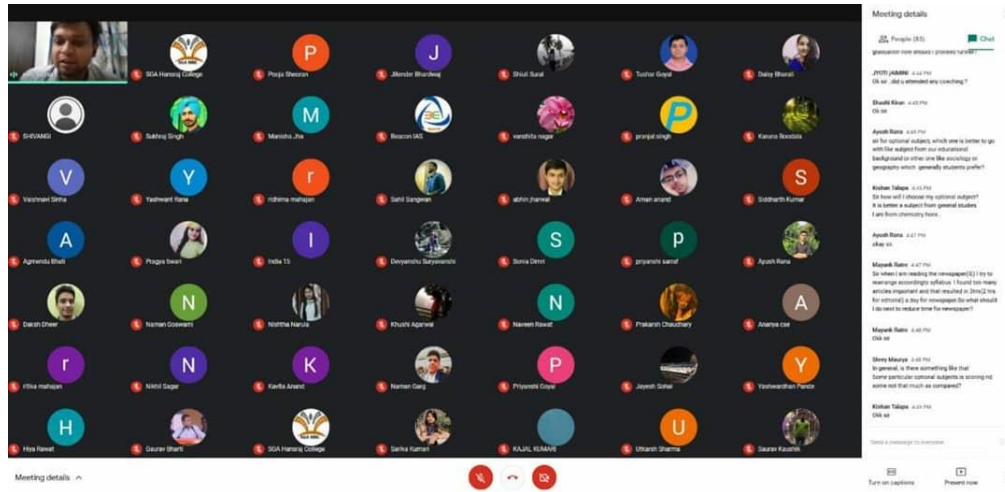 Meeting details
People (83)
Chat
graduation how should I proceed further?
SGA Hansraj College
P
Pooja Sheoran
J
Jitender Bhardwaj
Shiuli Sural
Tushar Goyal
Daisy Bharali
SHIVANGI
Sukhraj Singh
M
Manisha Jha
Beacon IAS
vanshita nagar
P
pranjal singh
Karuna Roodala
V
Vaishnavi Sinha
Y
Yashwant Rana
r
ridhima mahajan
Sahil Sangwan
abhin jharwal
Aman anand
S
Siddharth Kumar
A
Agmendu Bhati
Pragya tiwari
I
India 15
Devyanshu Suryavanshi
S
Sonia Dimri
p
priyanshi saraf
Ayush Rana
Daksh Dheer
N
Naman Goswami
Nishtha Narula
Khushi Agarwal
N
Naveen Rawat
Prakarsh Chaudhary
A
Ananya cse
r
ritika mahajan
N
Nikhil Sagar
K
Kavita Anand
Naman Garg
P
Priyanshi Goyal
Jayesh Sohal
Y
Yashwardhan Pande
H
Hiya Rawat
Gaurav Bharti
SGA Hansraj College
Sarika Kumari
KAJAL KUMARI
U
Utkarsh Sharma
Saurav Kaushik
JYOTI JAIMINI 4:44 PM
Ok sir ..did u attended any coaching ?
Shashi Kiran 4:45 PM
Ok sir
Ayush Rana 4:45 PM
sir for optional subject, which one is better to go
with like subject from our educational
background or other one like sociology or
geography which generally students prefer?
Kishan Talapa 4:45 PM
Sir how will I choose my optional subject?
It is better a subject from general studies
I am from chemistry hons .
Ayush Rana 4:47 PM
okay sir.
Mayank Ratre 4:47 PM
Sir when I am reading the newspaper(IE) I try to
rearrange accordingto syllabus I found too many
articles important and that resulted in 3hrs(2 hrs
for editorial) a day for newspaper.So what should
I do next to reduce time for newspaper?
Mayank Ratre 4:48 PM
Okk sir
Shrey Maurya 4:48 PM
In general, is there something like that
Some particular optional subjects is scoring nd
some not that much as compared?
Kishan Talapa 4:49 PM
Okk sir
Send a message to everyone
Meeting details
Turn on captions
Present now